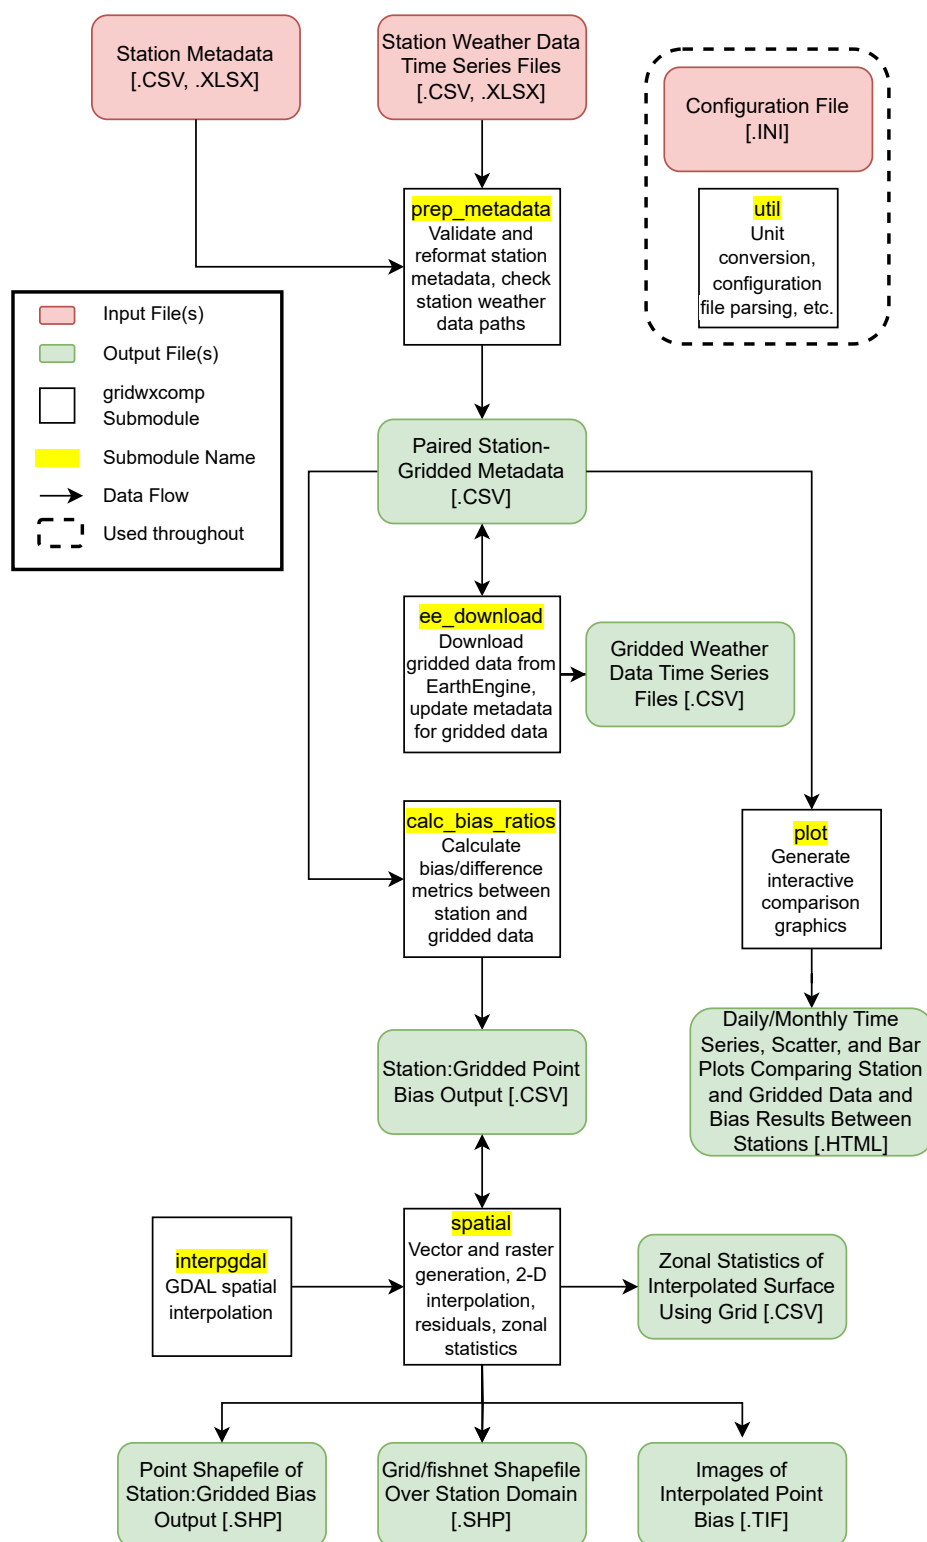 Station Metadata
[.CSV, .XLSX]
Station Weather Data
Time Series Files
[.CSV, .XLSX]
Configuration File
[.INI]
util
Unit
conversion,
configuration
file parsing, etc.
prep_metadata
Validate and
reformat station
metadata, check
station weather
data paths
Input File(s)
Output File(s)
gridwxcomp
Submodule
Submodule Name
Data Flow
Used throughout
Paired Station-
Gridded Metadata
[.CSV]
ee_download
Download
gridded data from
EarthEngine,
update metadata
for gridded data
Gridded Weather
Data Time Series
Files [.CSV]
calc_bias_ratios
Calculate
bias/difference
metrics between
station and
gridded data
plot
Generate
interactive
comparison
graphics
Daily/Monthly Time
Series, Scatter, and Bar
Plots Comparing Station
and Gridded Data and
Bias Results Between
Stations [.HTML]
Station:Gridded Point
Bias Output [.CSV]
interpgdal
GDAL spatial
interpolation
spatial
Vector and raster
generation, 2-D
interpolation,
residuals, zonal
statistics
Zonal Statistics of
Interpolated Surface
Using Grid [.CSV]
Point Shapefile of
Station:Gridded Bias
Output [.SHP]
Grid/fishnet Shapefile
Over Station Domain
[.SHP]
Images of
Interpolated Point
Bias [.TIF]